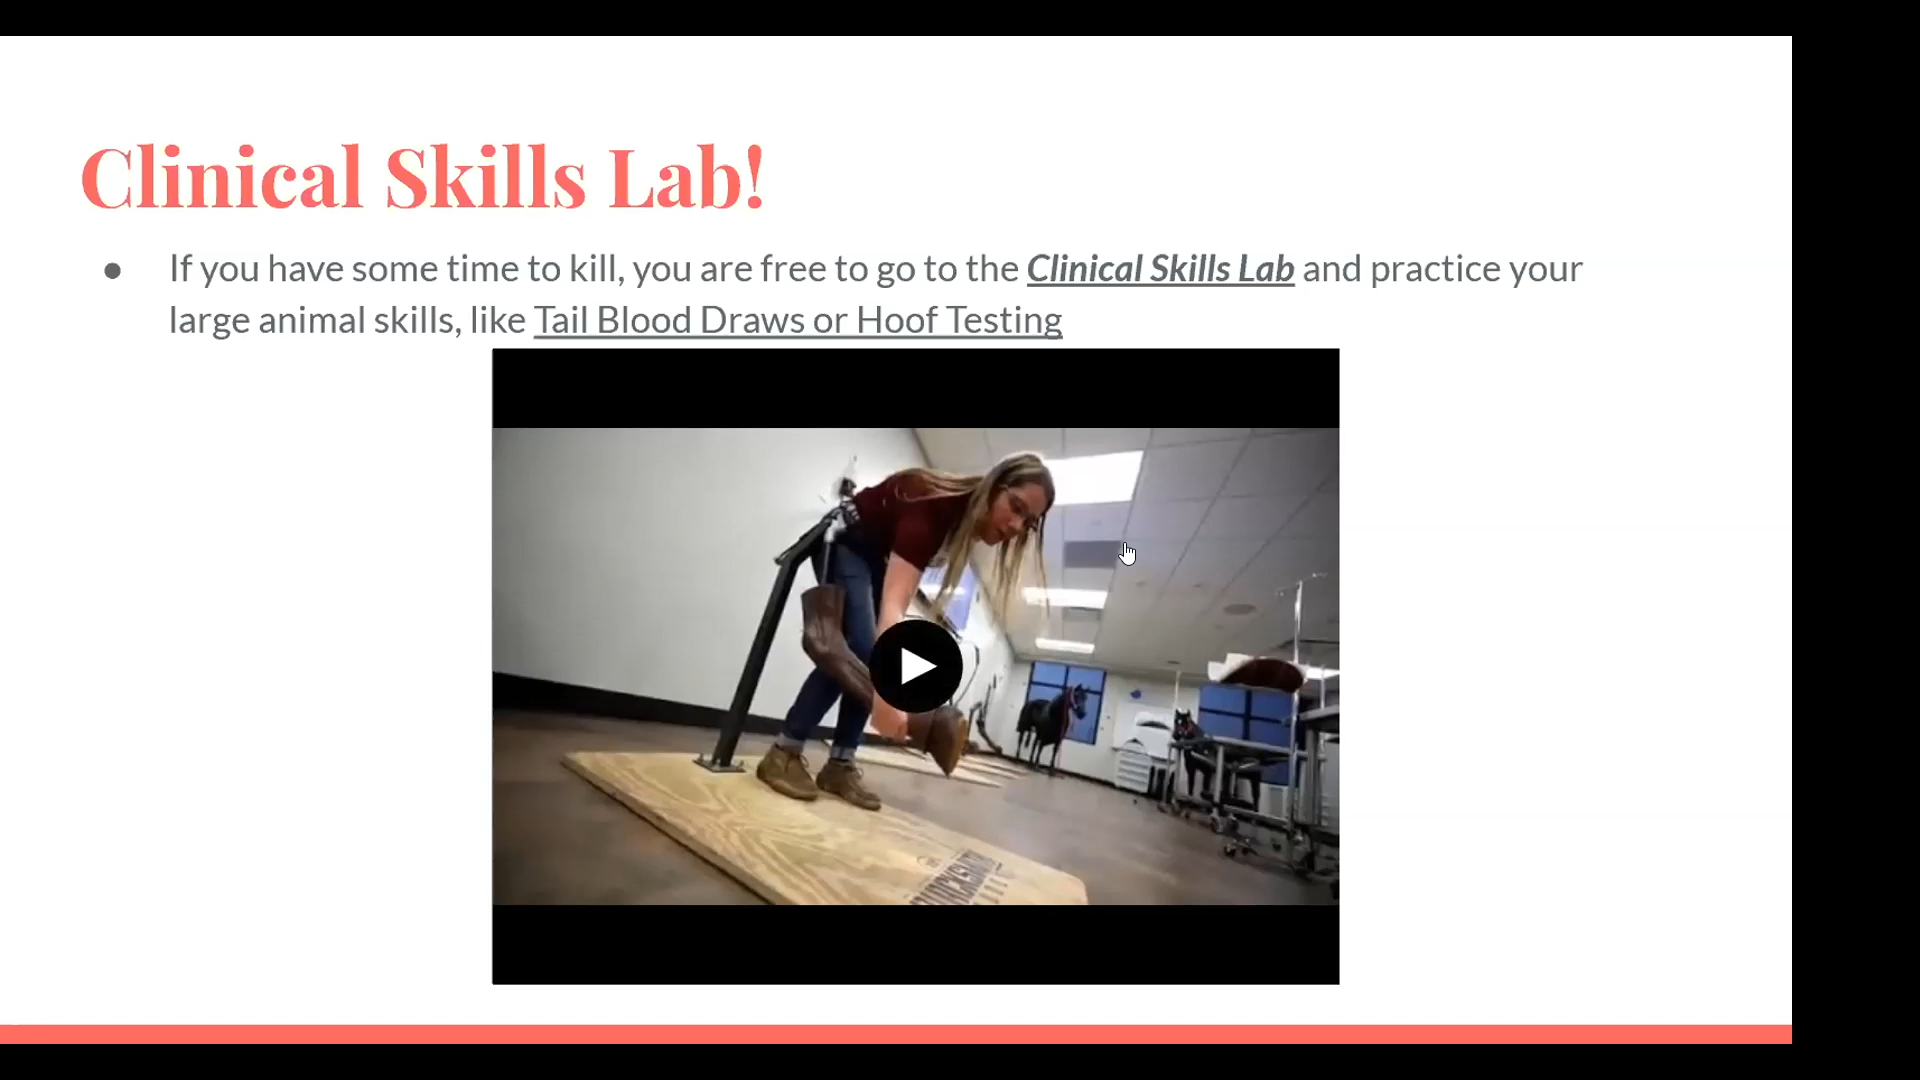 Clinical Skills Lab!
● If you have some time to kill, you are free to go to the Clinical Skills Lab and practice your
large animal skills, like Tail Blood Draws or Hoof Testing